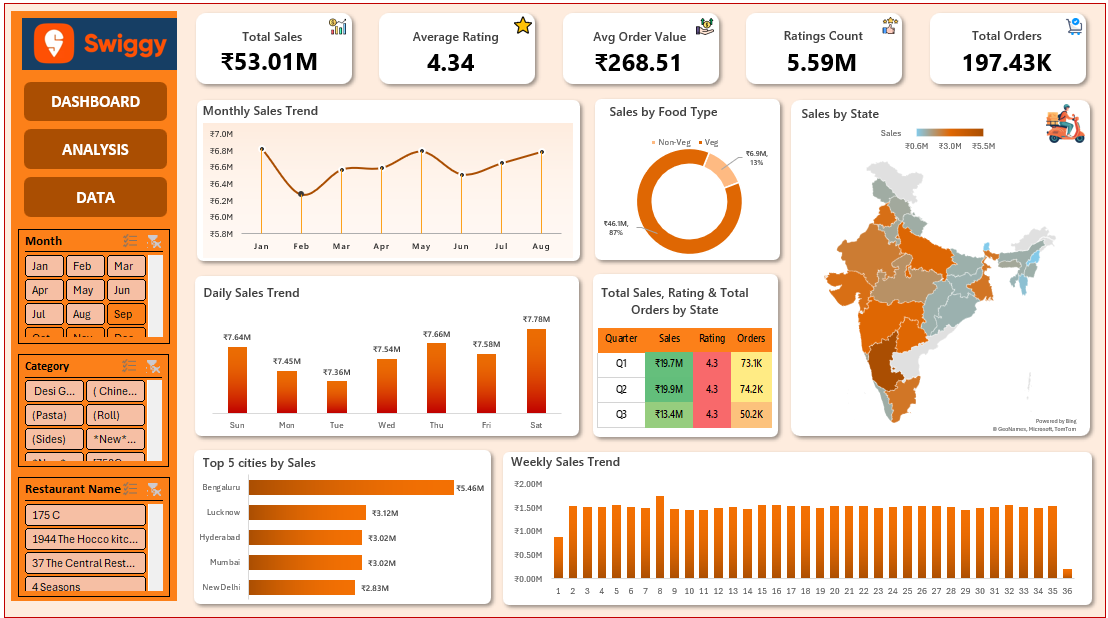 Swiggy
DASHBOARD
ANALYSIS
DATA
Month
Jan Feb Mar
Apr May Jun
Jul Aug Sep
Category
Desi G... ( Chine...
(Pasta) (Roll)
(Sides) *New*...
Restaurant Name
175 C
1944 The Hocco kitc...
37 The Central Rest...
4 Seasons
Total Sales
₹53.01M
Average Rating
4.34
Avg Order Value
₹268.51
Ratings Count
5.59M
Total Orders
197.43K
Monthly Sales Trend
₹7.0M
₹6.8M
₹6.6M
₹6.4M
₹6.2M
₹6.0M
₹5.8M
Jan Feb Mar Apr May Jun Jul Aug
Sales by Food Type
Non-Veg Veg
₹6.9M,
13%
₹46.1M,
87%
Sales by State
Sales
₹0.6M ₹3.0M ₹5.5M
Powered by Bing
© GeoNames, Microsoft, TomTom
Daily Sales Trend
₹7.64M ₹7.45M ₹7.36M ₹7.54M ₹7.66M ₹7.58M ₹7.78M
Sun Mon Tue Wed Thu Fri Sat
Total Sales, Rating & Total
Orders by State
Quarter Sales Rating Orders
Q1 ₹19.7M 4.3 73.1K
Q2 ₹19.9M 4.3 74.2K
Q3 ₹13.4M 4.3 50.2K
Top 5 cities by Sales
Bengaluru ₹5.46M
Lucknow ₹3.12M
Hyderabad ₹3.02M
Mumbai ₹3.02M
New Delhi ₹2.83M
Weekly Sales Trend
₹2.00M
₹1.50M
₹1.00M
₹0.50M
₹0.00M
1 2 3 4 5 6 7 8 9 10 11 12 13 14 15 16 17 18 19 20 21 22 23 24 25 26 27 28 29 30 31 32 33 34 35 36